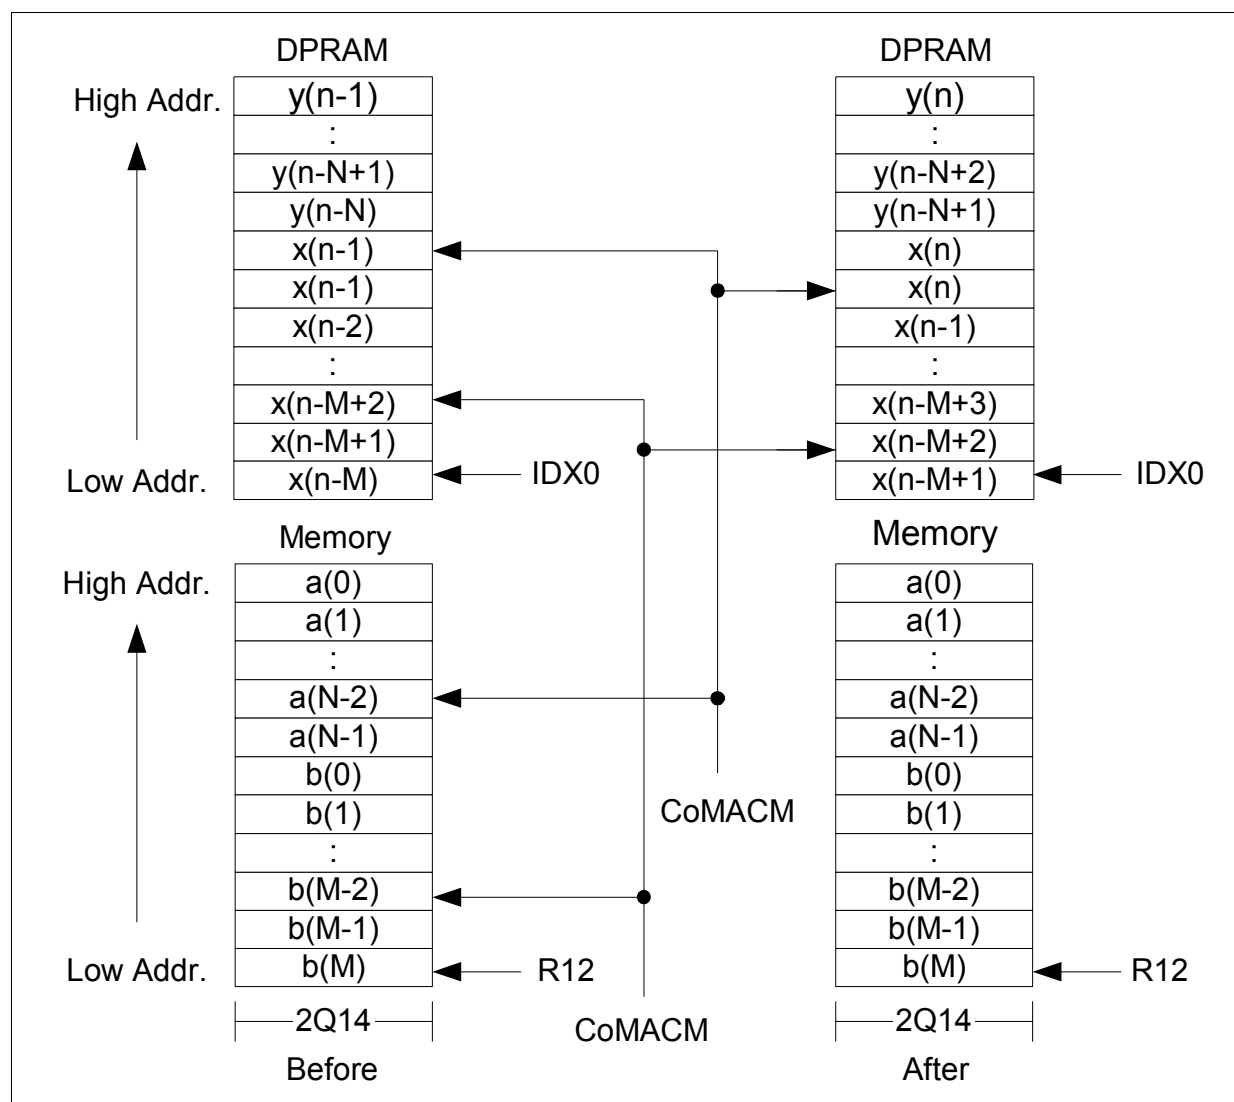 DPRAM DPRAM
High Addr. y(n-1) y(n)
: :
y(n-N+1) y(n-N+2)
y(n-N) y(n-N+1)
x(n-1) x(n)
x(n-1) x(n)
x(n-2) x(n-1)
: :
x(n-M+2) x(n-M+3)
x(n-M+1) x(n-M+2)
Low Addr. x(n-M) IDX0 x(n-M+1) IDX0
Memory Memory
High Addr. a(0) a(0)
a(1) a(1)
: :
a(N-2) a(N-2)
a(N-1) a(N-1)
b(0) b(0)
b(1) CoMACM b(1)
: :
b(M-2) b(M-2)
b(M-1) b(M-1)
Low Addr. b(M) R12 b(M) R12
2Q14 CoMACM 2Q14
Before After